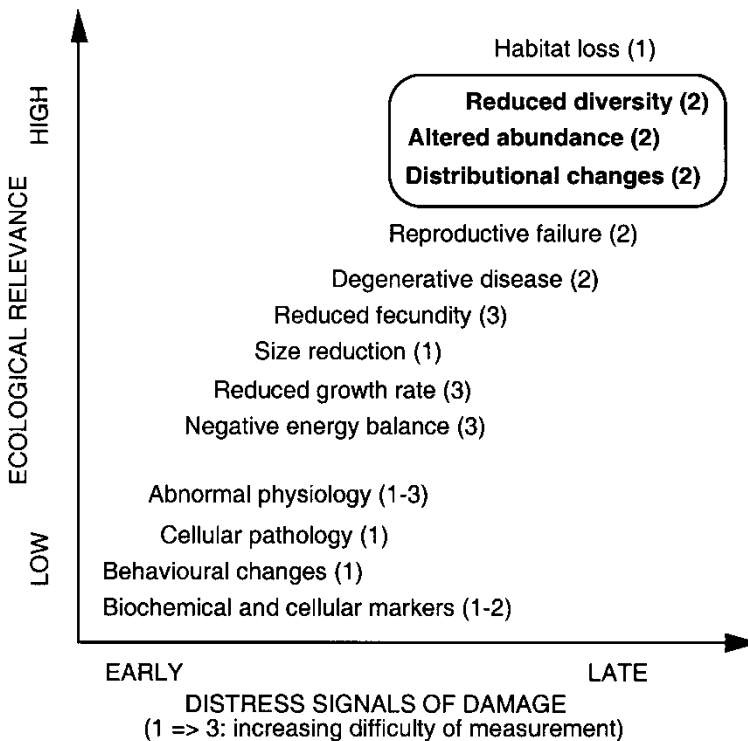 Habitat loss (1)
Reduced diversity (2)
Altered abundance (2)
Distributional changes (2)
Reproductive failure (2)
Degenerative disease (2)
Reduced fecundity (3)
Size reduction (1)
Reduced growth rate (3)
Negative energy balance (3)
Abnormal physiology (1-3)
Cellular pathology (1)
Behavioural changes (1)
Biochemical and cellular markers (1-2)
HIGH
ECOLOGICAL RELEVANCE
LOW
EARLY
LATE
DISTRESS SIGNALS OF DAMAGE
(1 => 3: increasing difficulty of measurement)